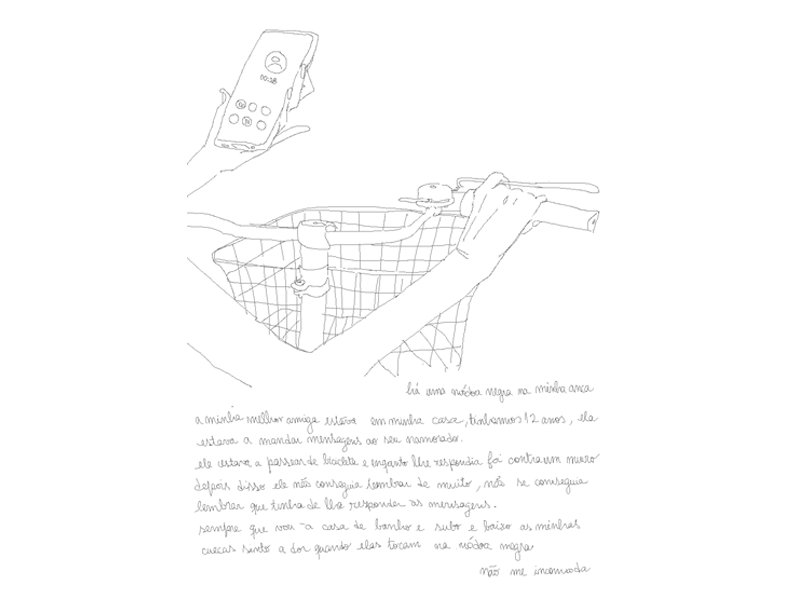 00:28
há uma nódoa negra na minha anca
a minha melhor amiga estava em minha casa, tinhamos 12 anos, ela
estava a mandar mensagens ao seu namorado.
ele estava a passear de bicicleta e enquanto lhe respondia foi contra um muro
depois disso ele não conseguia lembrar de muito, não se conseguia
lembrar que tinha de lhe responder às mensagens.
sempre que vou à casa de banho e subo e baixo as minhas
cuecas sinto a dor quando elas tocam na nódoa negra
não me incomoda